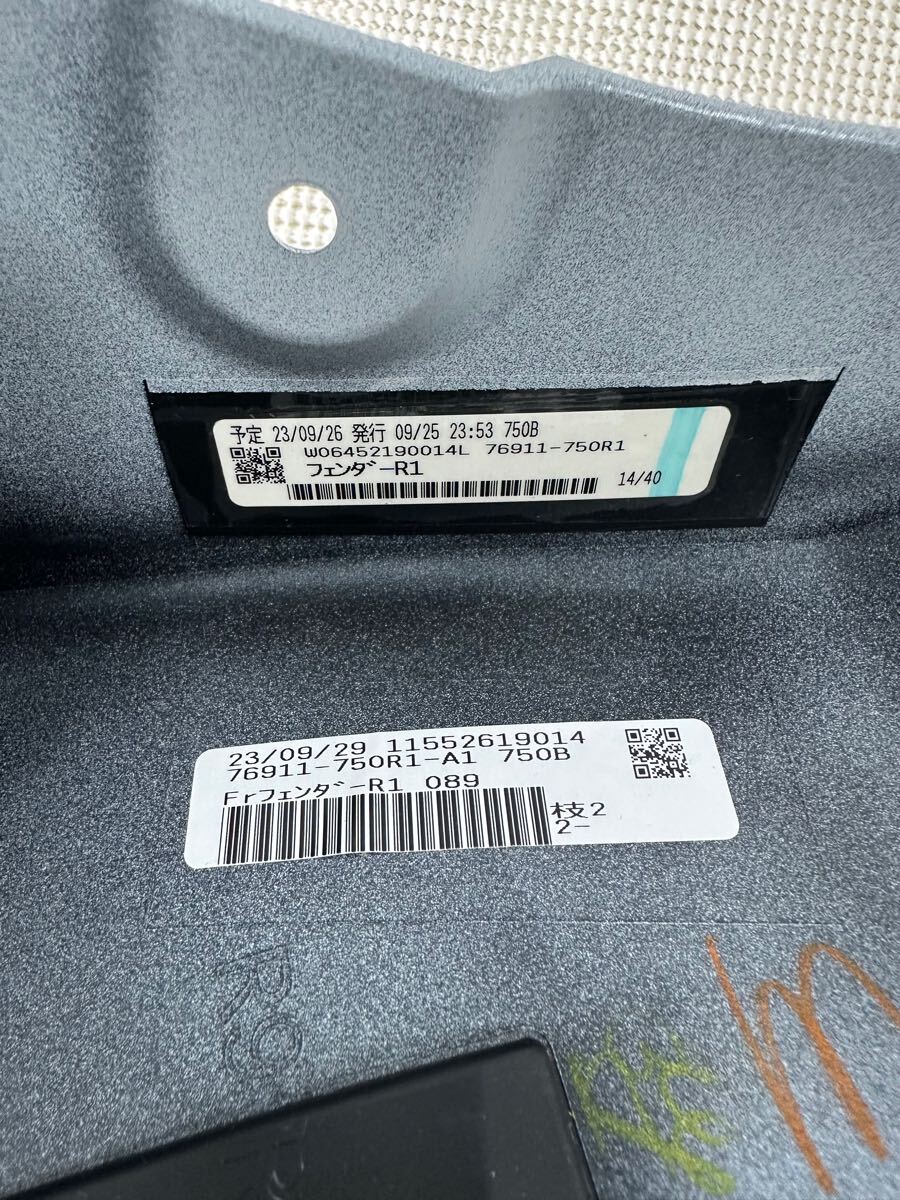 予定 23/09/26 発行 09/25 23:53 750B
W06452190014L 76911-750R1
フェンダ゛-R1
14/40
23/09/29 11552619014
76911-750R1-A1 750B
Frフェンダ゛-R1 089
枝2
2-